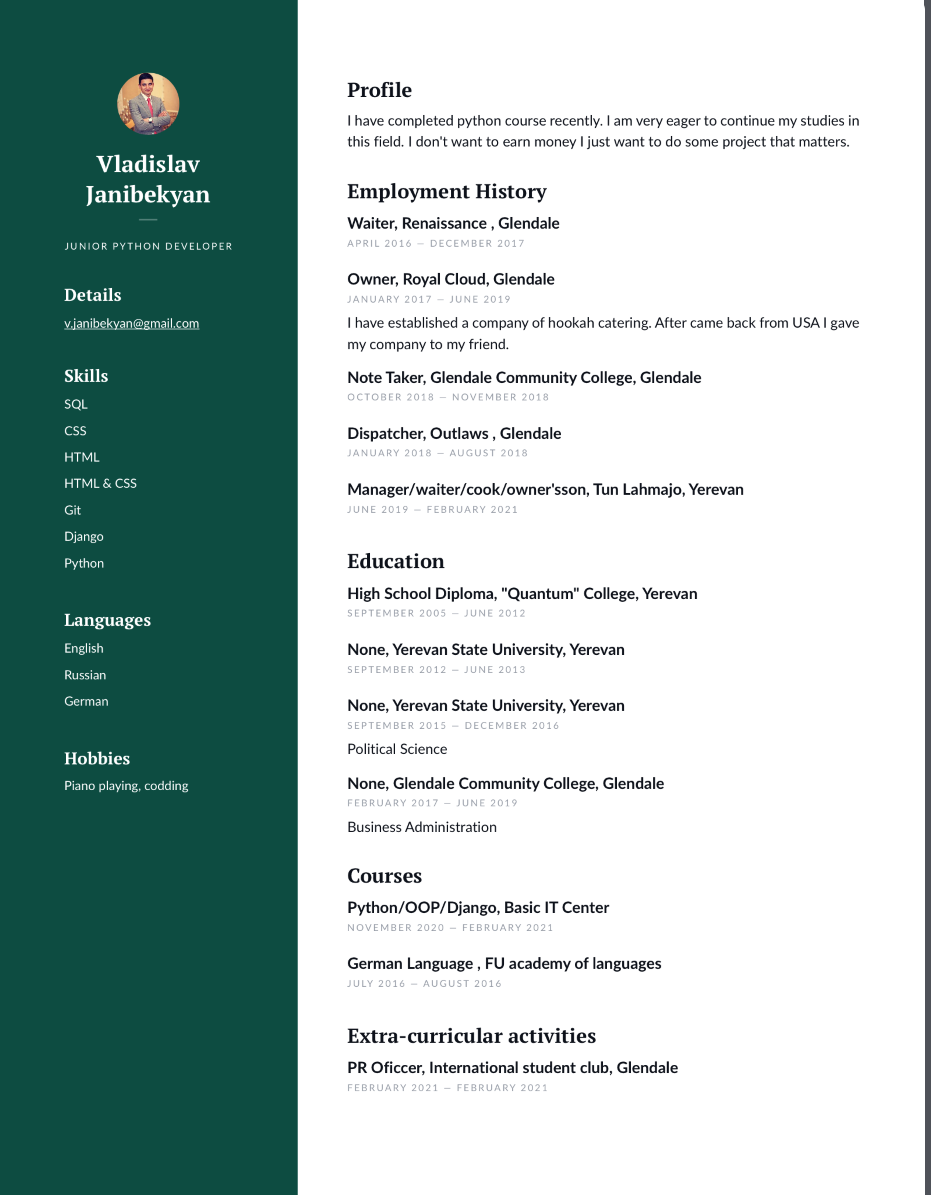 Vladislav
Janibekyan
JUNIOR PYTHON DEVELOPER
Details
v.janibekyan@gmail.com
Skills
SQL
CSS
HTML
HTML & CSS
Git
Django
Python
Languages
English
Russian
German
Hobbies
Piano playing, codding
Profile
I have completed python course recently. I am very eager to continue my studies in
this field. I don't want to earn money I just want to do some project that matters.
Employment History
Waiter, Renaissance , Glendale
APRIL 2016 — DECEMBER 2017
Owner, Royal Cloud, Glendale
JANUARY 2017 — JUNE 2019
I have established a company of hookah catering. After came back from USA I gave
my company to my friend.
Note Taker, Glendale Community College, Glendale
OCTOBER 2018 — NOVEMBER 2018
Dispatcher, Outlaws , Glendale
JANUARY 2018 — AUGUST 2018
Manager/waiter/cook/owner'sson, Tun Lahmajo, Yerevan
JUNE 2019 — FEBRUARY 2021
Education
High School Diploma, "Quantum" College, Yerevan
SEPTEMBER 2005 — JUNE 2012
None, Yerevan State University, Yerevan
SEPTEMBER 2012 — JUNE 2013
None, Yerevan State University, Yerevan
SEPTEMBER 2015 — DECEMBER 2016
Political Science
None, Glendale Community College, Glendale
FEBRUARY 2017 — JUNE 2019
Business Administration
Courses
Python/OOP/Django, Basic IT Center
NOVEMBER 2020 — FEBRUARY 2021
German Language , FU academy of languages
JULY 2016 — AUGUST 2016
Extra-curricular activities
PR Oficcer, International student club, Glendale
FEBRUARY 2021 — FEBRUARY 2021